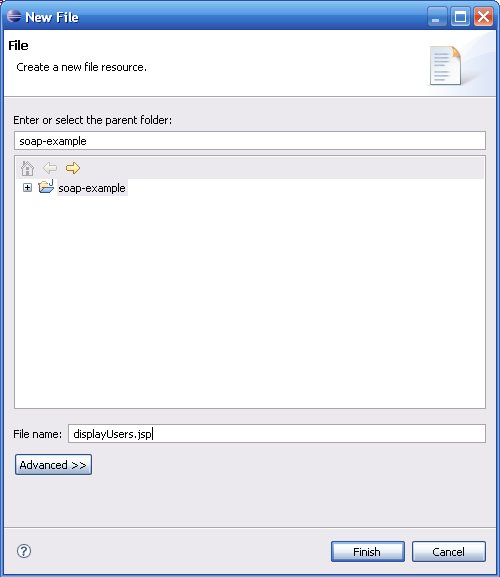 New File
File
Create a new file resource.
Enter or select the parent folder:
soap-example
soap-example
File name: displayUsers.jsp
Advanced >>
Finish Cancel